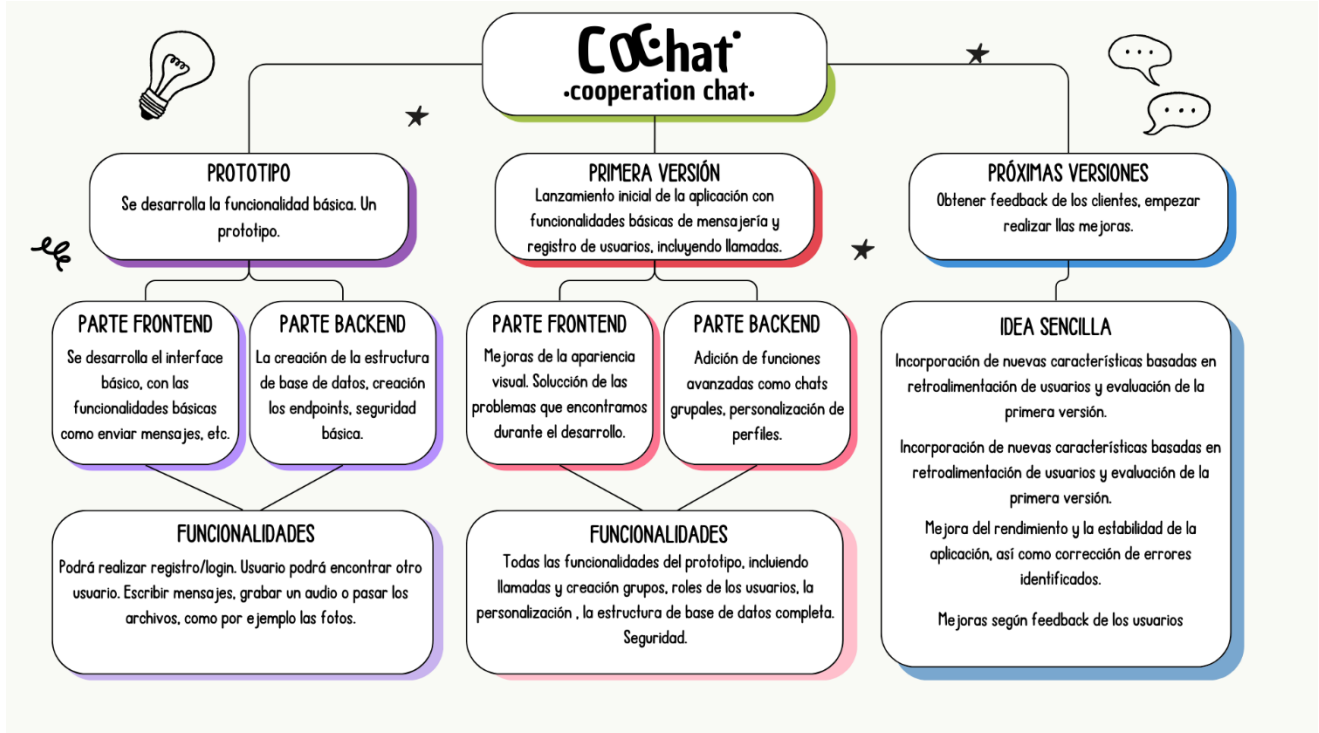 COChat
·cooperation chat·
PROTOTIPO
Se desarrolla la funcionalidad básica. Un
prototipo.
PRIMERA VERSIÓN
Lanzamiento inicial de la aplicación con
funcionalidades básicas de mensajería y
registro de usuarios, incluyendo llamadas.
PRÓXIMAS VERSIONES
Obtener feedback de los clientes, empezar
realizar llas mejoras.
PARTE FRONTEND
Se desarrolla el interface
básico, con las
funcionalidades básicas
como enviar mensajes, etc.
PARTE BACKEND
La creación de la estructura
de base de datos, creación
los endpoints, seguridad
básica.
PARTE FRONTEND
Mejoras de la apariencia
visual. Solucción de las
problemas que encontramos
durante el desarrollo.
PARTE BACKEND
Adición de funciones
avanzadas como chats
grupales, personalización de
perfiles.
IDEA SENCILLA
Incorporación de nuevas características basadas en
retroalimentación de usuarios y evaluación de la
primera versión.
Incorporación de nuevas características basadas en
retroalimentación de usuarios y evaluación de la
primera versión.
Mejora del rendimiento y la estabilidad de la
aplicación, así como corrección de errores
identificados.
Mejoras según feedback de los usuarios
FUNCIONALIDADES
Podrá realizar registro/login. Usuario podrá encontrar otro
usuario. Escribir mensajes, grabar un audio o pasar los
archivos, como por ejemplo las fotos.
FUNCIONALIDADES
Todas las funcionalidades del prototipo, incluiendo
llamadas y creación grupos, roles de los usuarios, la
personalización , la estructura de base de datos completa.
Seguridad.